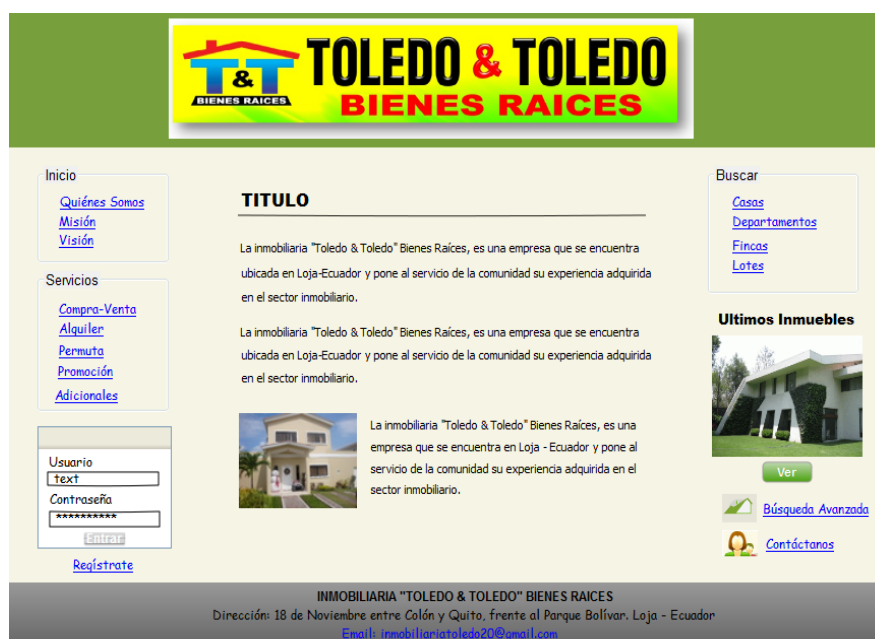 T&T
BIENES RAICES
TOLEDO & TOLEDO
BIENES RAICES
Inicio
Quiénes Somos
Misión
Visión
Servicios
Compra-Venta
Alquiler
Permuta
Promoción
Adicionales
Usuario
text
Contraseña
**********
Entrar
Regístrate
TITULO
La inmobiliaria "Toledo & Toledo" Bienes Raíces, es una empresa que se encuentra
ubicada en Loja-Ecuador y pone al servicio de la comunidad su experiencia adquirida
en el sector inmobiliario.
La inmobiliaria "Toledo & Toledo" Bienes Raíces, es una empresa que se encuentra
ubicada en Loja-Ecuador y pone al servicio de la comunidad su experiencia adquirida
en el sector inmobiliario.
La inmobiliaria "Toledo & Toledo" Bienes Raíces, es una
empresa que se encuentra en Loja - Ecuador y pone al
servicio de la comunidad su experiencia adquirida en el
sector inmobiliario.
Buscar
Casas
Departamentos
Fincas
Lotes
Ultimos Inmuebles
Ver
Búsqueda Avanzada
Contáctanos
INMOBILIARIA "TOLEDO & TOLEDO" BIENES RAICES
Dirección: 18 de Noviembre entre Colón y Quito, frente al Parque Bolívar. Loja - Ecuador
Email: inmobiliariatoledo20@gmail.com